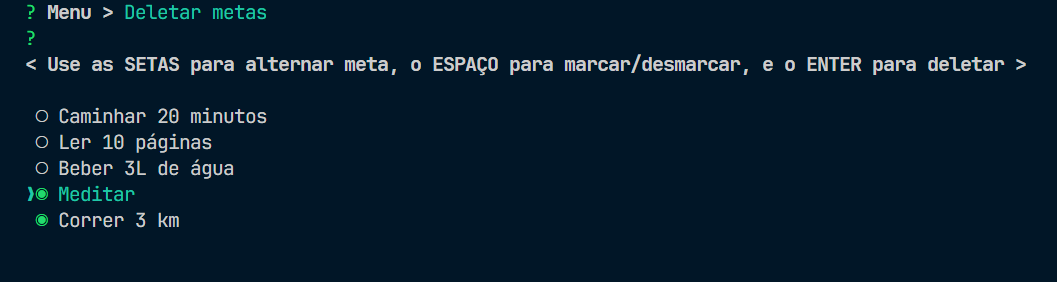 ? Menu > Deletar metas
?
< Use as SETAS para alternar meta, o ESPAÇO para marcar/desmarcar, e o ENTER para deletar >
◯ Caminhar 20 minutos
◯ Ler 10 páginas
◯ Beber 3L de água
❯◉ Meditar
◉ Correr 3 km